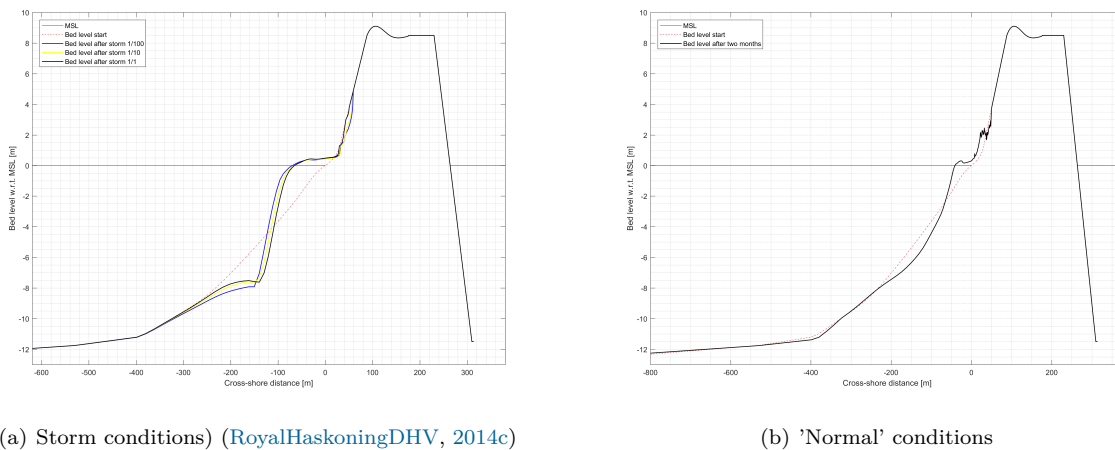 10
8
6
4
2
0
-2
-4
-6
-8
-10
-12
Bed level w.r.t. MSL [m]
MSL
Bed level start
Bed level after storm 1/100
Bed level after storm 1/10
Bed level after storm 1/1
-600 -500 -400 -300 -200 -100 0 100 200 300
Cross-shore distance [m]
10
8
6
4
2
0
-2
-4
-6
-8
-10
-12
Bed level w.r.t. MSL [m]
MSL
Bed level start
Bed level after two months
-800 -600 -400 -200 0 200
Cross-shore distance [m]
a) Storm conditions) (RoyalHaskoningDHV, 2014c)
(b) 'Normal' conditions